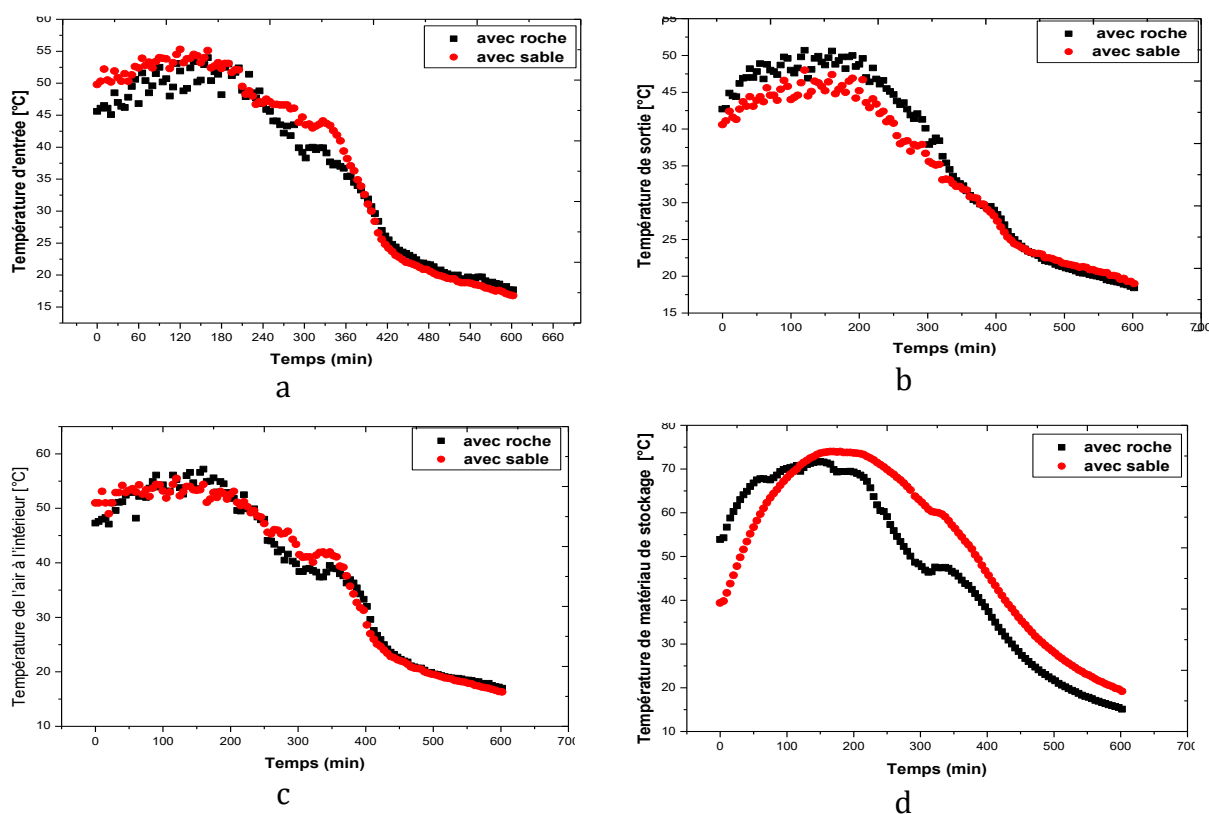 60
55
50
45
40
35
30
25
20
15
0 60 120 180 240 300 360 420 480 540 600 660
Température d'entrée [°C]
Temps (min)
avec roche
avec sable
a
55
50
45
40
35
30
25
20
15
0 100 200 300 400 500 600 700
Température de sortie [°C]
Temps (min)
avec roche
avec sable
b
60
50
40
30
20
10
0 100 200 300 400 500 600 700
Température de l'air à l'intérieur [°C]
Temps (min)
avec roche
avec sable
c
80
70
60
50
40
30
20
10
0 100 200 300 400 500 600 700
Température de matériau de stockage [°C]
Temps (min)
avec roche
avec sable
d